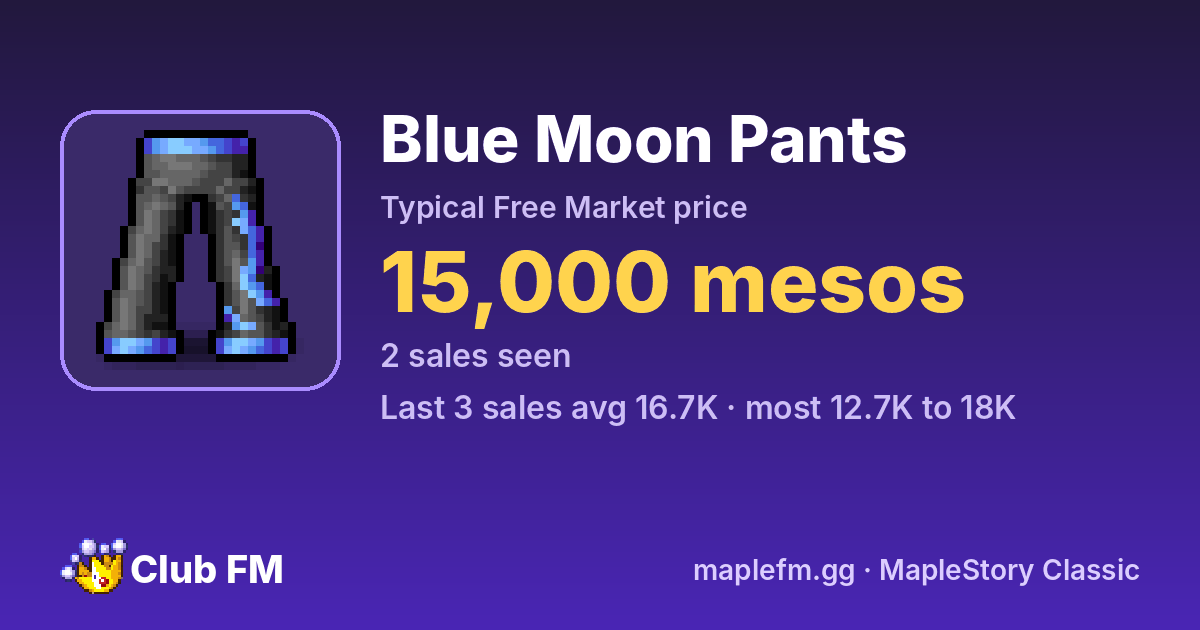 Blue Moon Pants
Typical Free Market price
15,000 mesos
2 sales seen
Last 3 sales avg 16.7K · most 12.7K to 18K
Club FM
maplefm.gg · MapleStory Classic